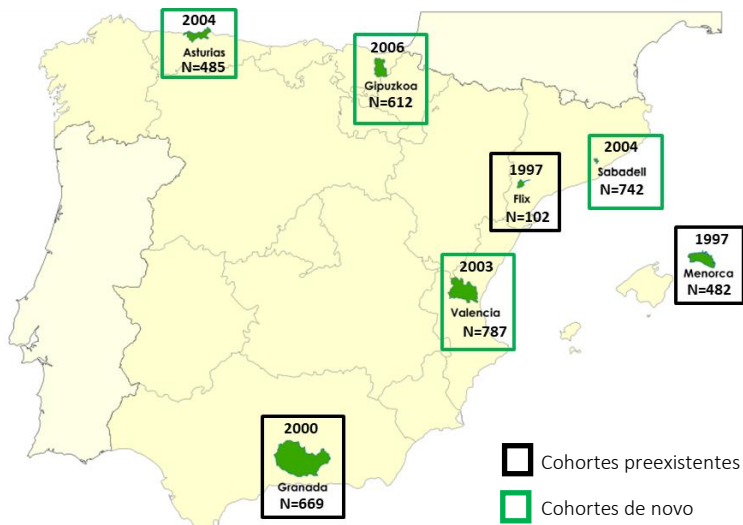 2004
Asturias
N=485
2006
Gipuzkoa
N=612
1997
Flix
N=102
2004
Sabadell
N=742
1997
Menorca
N=482
2003
Valencia
N=787
2000
Granada
N=669
Cohortes preexistentes
Cohortes de novo